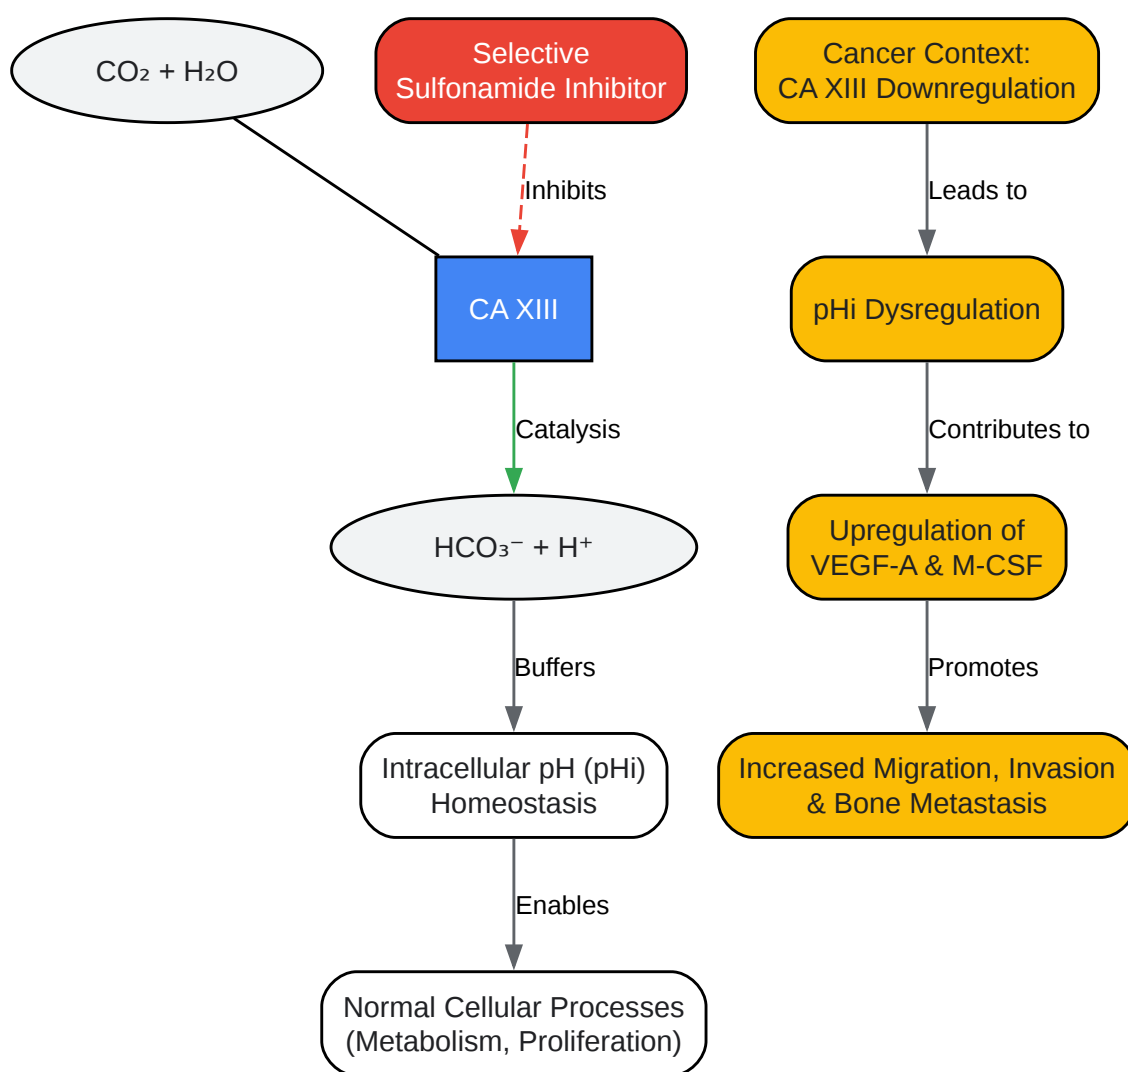 CO₂ + H₂O
Selective
Sulfonamide Inhibitor
Cancer Context:
CA XIII Downregulation
Inhibits
Leads to
CA XIII
pHi Dysregulation
Catalysis
Contributes to
HCO₃⁻ + H⁺
Upregulation of
VEGF-A & M-CSF
Buffers
Promotes
Intracellular pH (pHi)
Homeostasis
Increased Migration, Invasion
& Bone Metastasis
Enables
Normal Cellular Processes
(Metabolism, Proliferation)